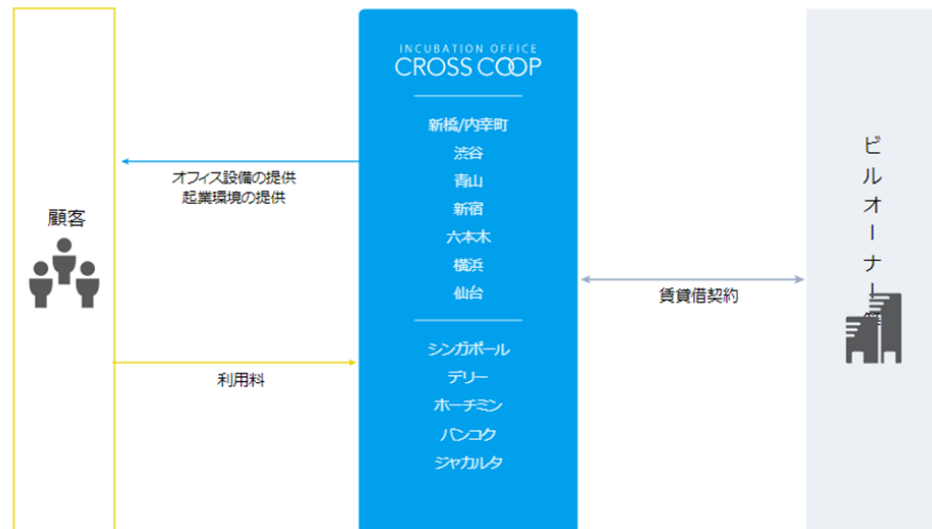 顧客
オフィス設備の提供
起業環境の提供
利用料
INCUBATION OFFICE
CROSS COOP
新橋/内幸町
渋谷
青山
新宿
六本木
横浜
仙台
シンガポール
デリー
ホーチミン
バンコク
ジャカルタ
賃貸借契約
ビルオーナー等